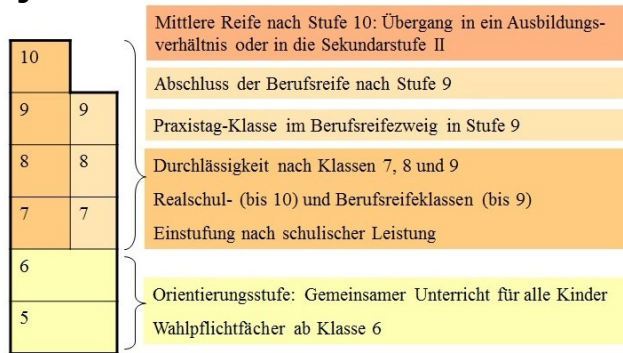 Mittlere Reife nach Stufe 10: Übergang in ein Ausbildungs-
verhältnis oder in die Sekundarstufe II
10
Abschluss der Berufsreife nach Stufe 9
9 9
Praxistag-Klasse im Berufsreifezweig in Stufe 9
8 8
Durchlässigkeit nach Klassen 7, 8 und 9
Realschul- (bis 10) und Berufsreifeklassen (bis 9)
7 7
Einstufung nach schulischer Leistung
6
Orientierungsstufe: Gemeinsamer Unterricht für alle Kinder
5
Wahlpflichtfächer ab Klasse 6